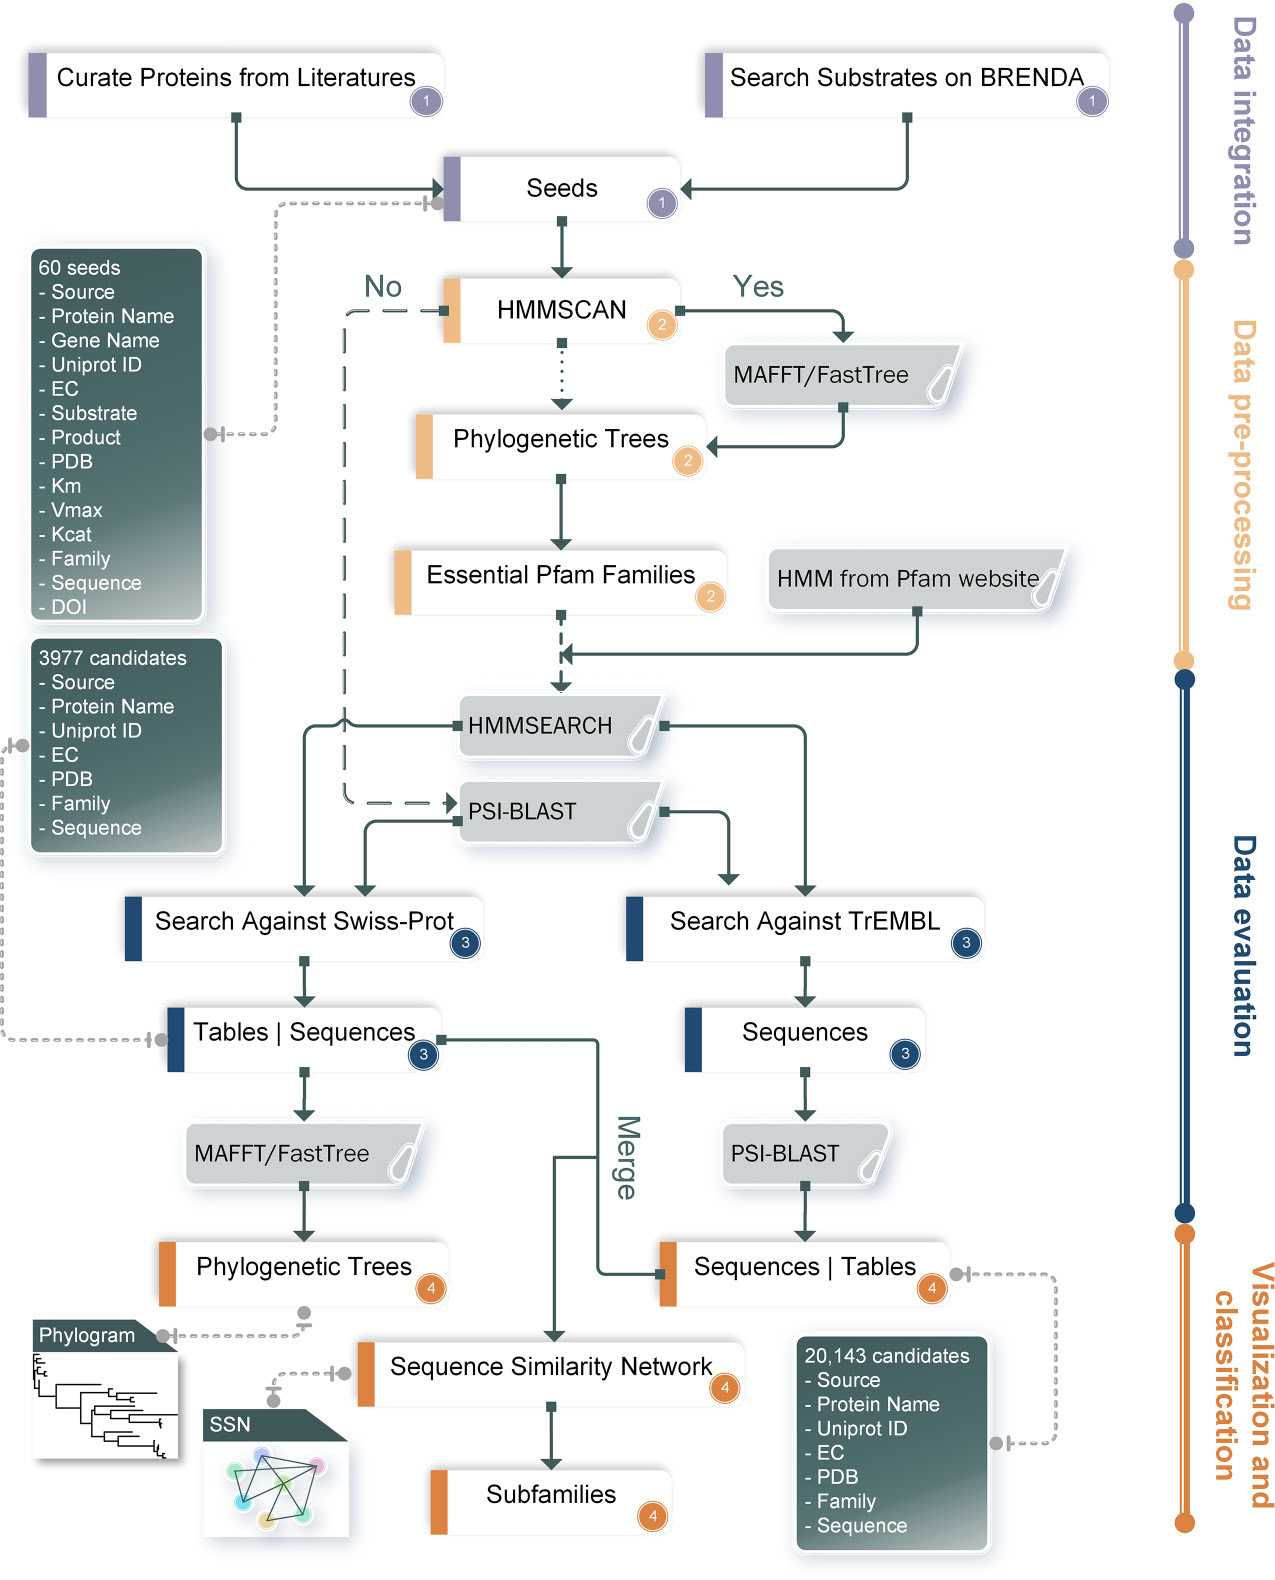 Curate Proteins from Literatures
1
Search Substrates on BRENDA
1
Data integration
Seeds
1
60 seeds
- Source
- Protein Name
- Gene Name
- Uniprot ID
- EC
- Substrate
- Product
- PDB
- Km
- Vmax
- Kcat
- Family
- Sequence
- DOI
No
HMMSCAN
2
Yes
MAFFT/FastTree
Data pre-processing
Phylogenetic Trees
2
Essential Pfam Families
2
HMM from Pfam website
3977 candidates
- Source
- Protein Name
- Uniprot ID
- EC
- PDB
- Family
- Sequence
HMMSEARCH
PSI-BLAST
Data evaluation
Search Against Swiss-Prot
3
Search Against TrEMBL
3
Tables | Sequences
3
Sequences
3
MAFFT/FastTree
Merge
PSI-BLAST
Phylogenetic Trees
4
Sequences | Tables
4
Visualization and
classification
Phylogram
Sequence Similarity Network
4
SSN
Subfamilies
4
20,143 candidates
- Source
- Protein Name
- Uniprot ID
- EC
- PDB
- Family
- Sequence